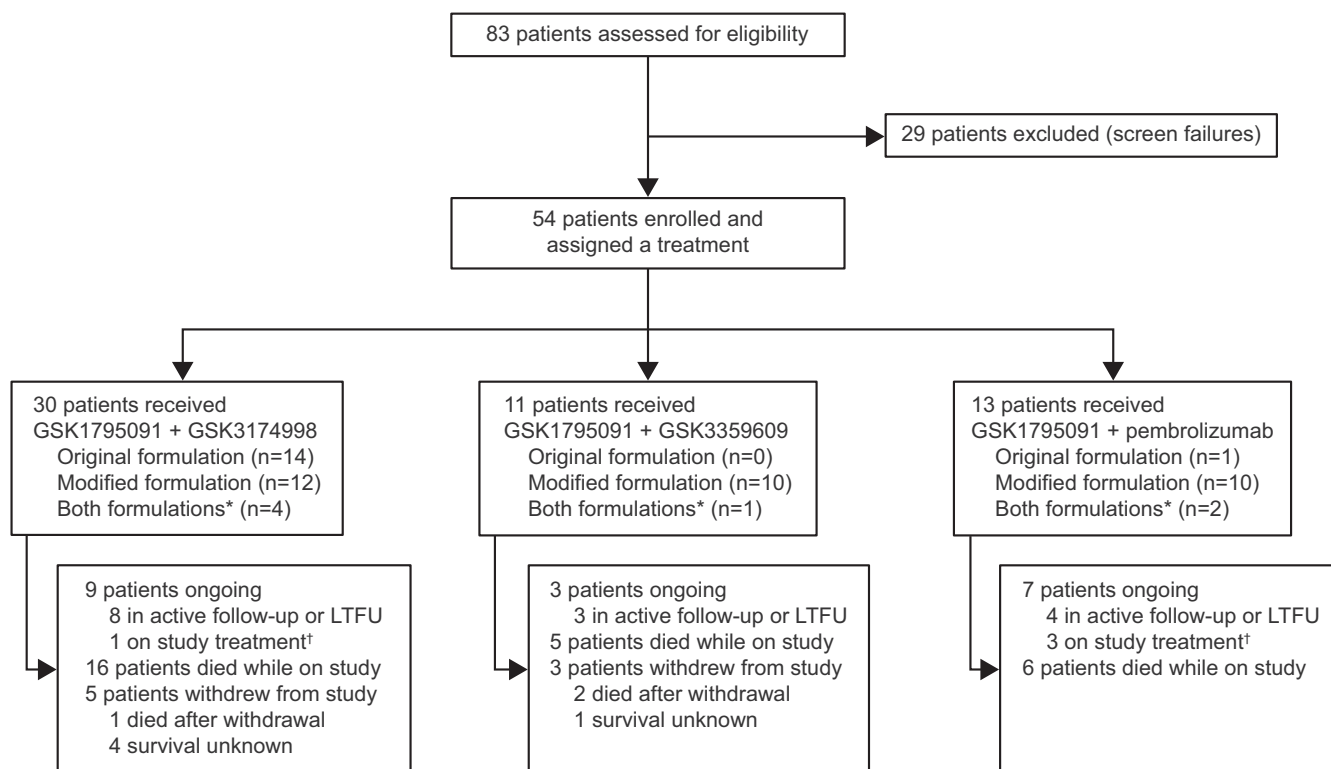 83 patients assessed for eligibility
29 patients excluded (screen failures)
54 patients enrolled and
assigned a treatment
30 patients received
GSK1795091 + GSK3174998
Original formulation (n=14)
Modified formulation (n=12)
Both formulations* (n=4)
11 patients received
GSK1795091 + GSK3359609
Original formulation (n=0)
Modified formulation (n=10)
Both formulations* (n=1)
13 patients received
GSK1795091 + pembrolizumab
Original formulation (n=1)
Modified formulation (n=10)
Both formulations* (n=2)
9 patients ongoing
8 in active follow-up or LTFU
1 on study treatment†
16 patients died while on study
5 patients withdrew from study
1 died after withdrawal
4 survival unknown
3 patients ongoing
3 in active follow-up or LTFU
5 patients died while on study
3 patients withdrew from study
2 died after withdrawal
1 survival unknown
7 patients ongoing
4 in active follow-up or LTFU
3 on study treatment†
6 patients died while on study